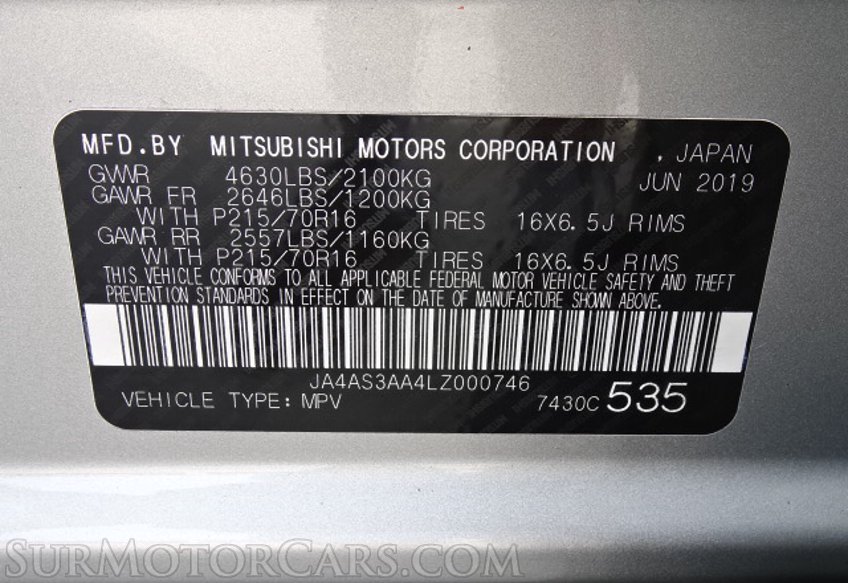 MFD.BY MITSUBISHI MOTORS CORPORATION , JAPAN
GVWR 4630LBS/2100KG JUN 2019
GAWR FR 2646LBS/1200KG
WITH P215/70R16 TIRES 16X6.5J RIMS
GAWR RR 2557LBS/1160KG
WITH P215/70R16 TIRES 16X6.5J RIMS
THIS VEHICLE CONFORMS TO ALL APPLICABLE FEDERAL MOTOR VEHICLE SAFETY AND THEFT
PREVENTION STANDARDS IN EFFECT ON THE DATE OF MANUFACTURE SHOWN ABOVE.
JA4AS3AA4LZ000746
VEHICLE TYPE: MPV 7430C 535
SURMOTORCARS.COM